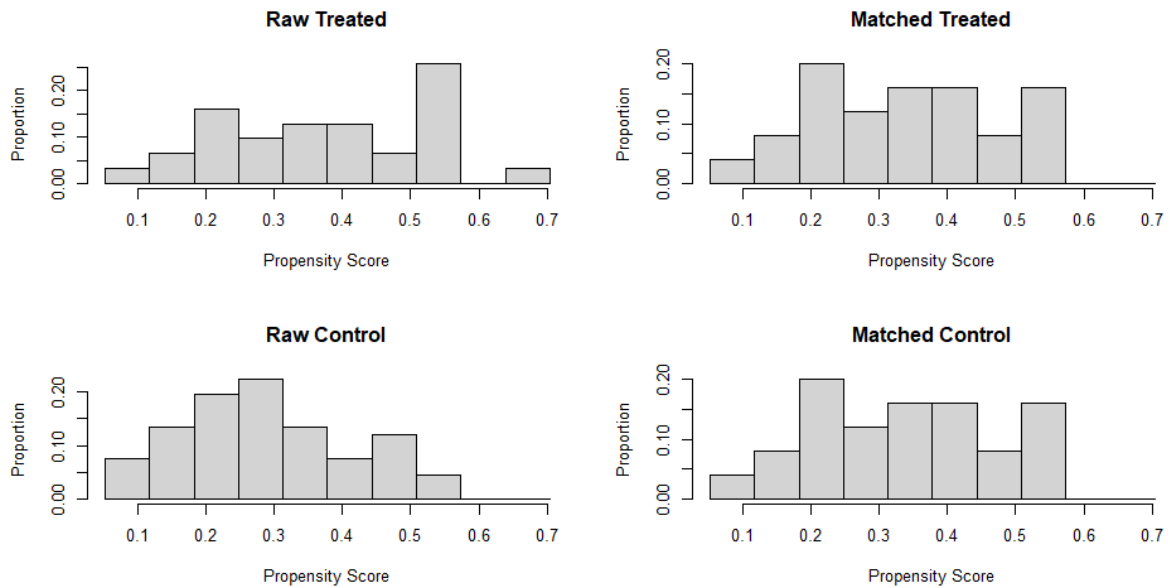 Raw Treated
Proportion
0.00 0.10 0.20
0.1 0.2 0.3 0.4 0.5 0.6 0.7
Propensity Score
Matched Treated
Proportion
0.00 0.10 0.20
0.1 0.2 0.3 0.4 0.5 0.6 0.7
Propensity Score
Raw Control
Proportion
0.00 0.10 0.20
0.1 0.2 0.3 0.4 0.5 0.6 0.7
Propensity Score
Matched Control
Proportion
0.00 0.10 0.20
0.1 0.2 0.3 0.4 0.5 0.6 0.7
Propensity Score